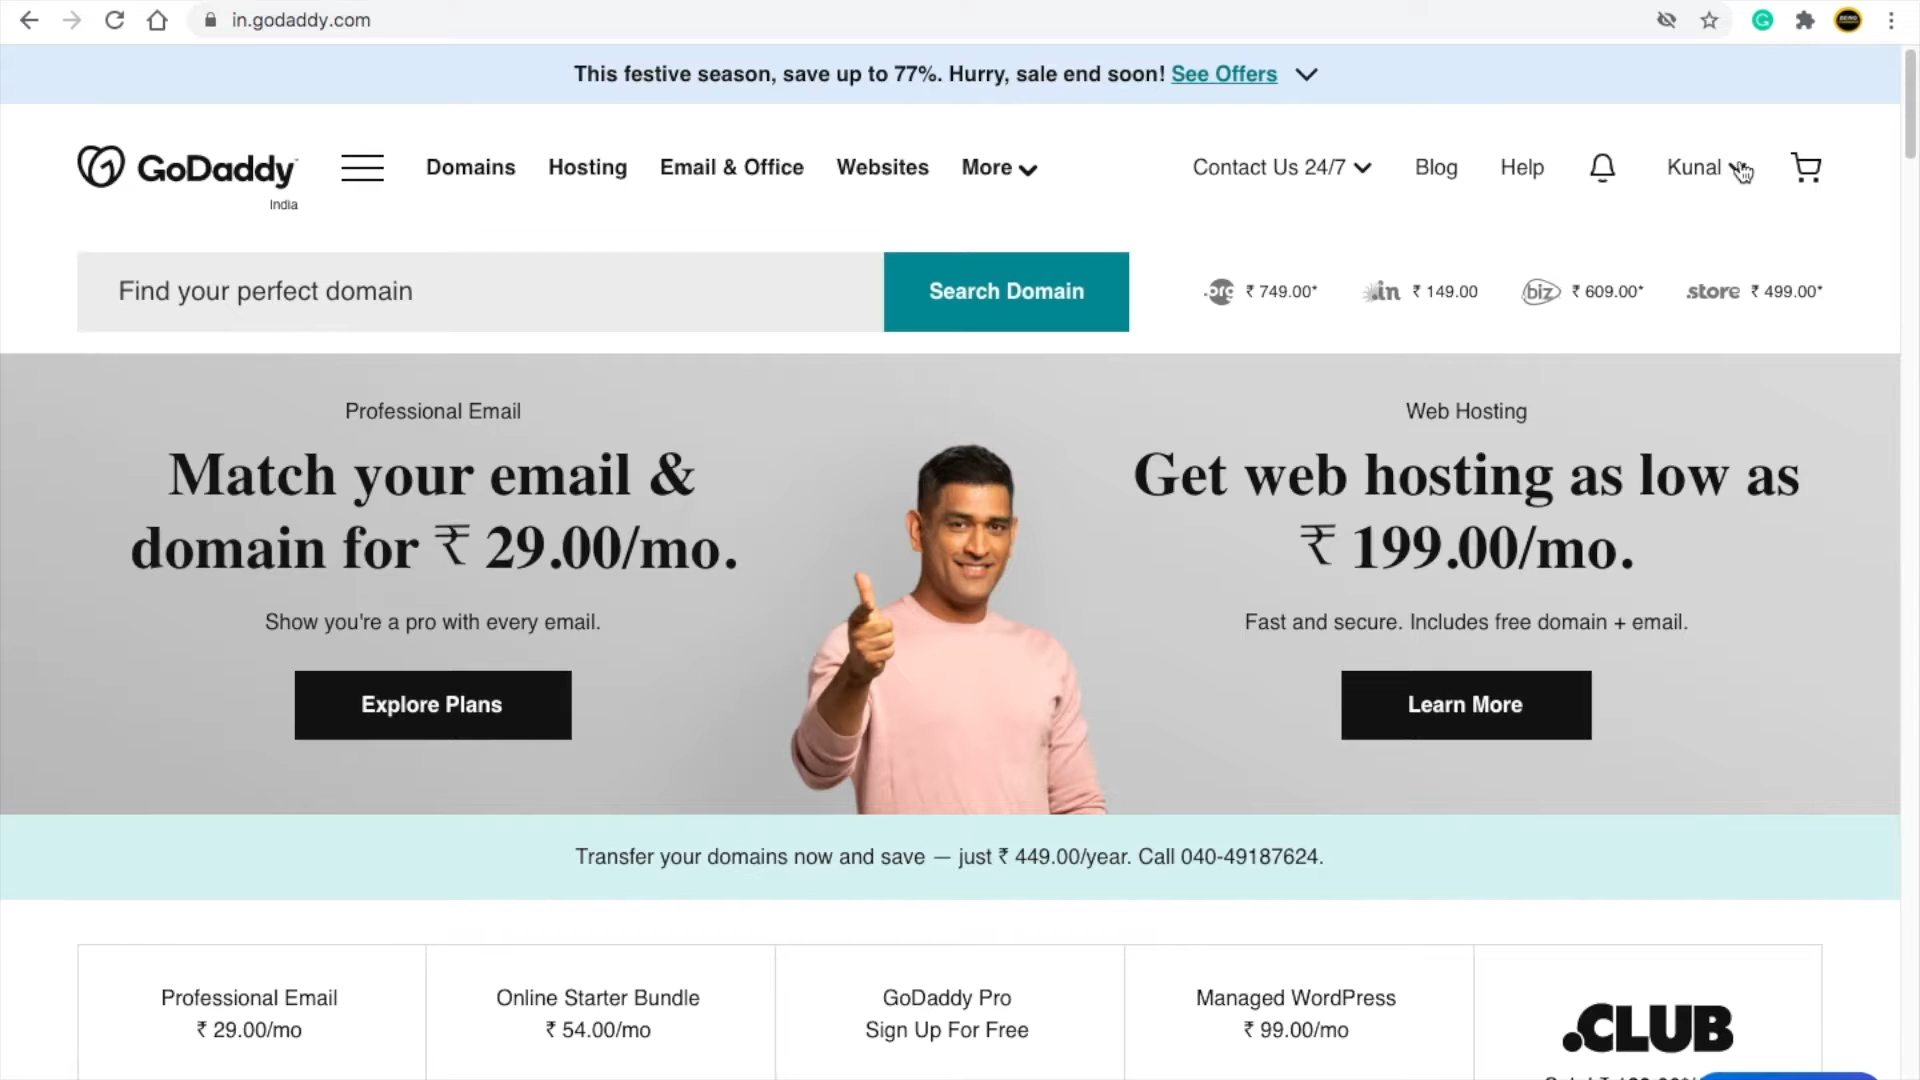 in.godaddy.com
This festive season, save up to 77%. Hurry, sale end soon! See Offers
GoDaddy
India
Domains Hosting Email & Office Websites More
Contact Us 24/7 Blog Help Kunal
Find your perfect domain
Search Domain
.org ₹ 749.00*
.in ₹ 149.00
biz ₹ 609.00*
.store ₹ 499.00*
Professional Email
Match your email &
domain for ₹ 29.00/mo.
Show you're a pro with every email.
Explore Plans
Web Hosting
Get web hosting as low as
₹ 199.00/mo.
Fast and secure. Includes free domain + email.
Learn More
Transfer your domains now and save — just ₹ 449.00/year. Call 040-49187624.
Professional Email
₹ 29.00/mo
Online Starter Bundle
₹ 54.00/mo
GoDaddy Pro
Sign Up For Free
Managed WordPress
₹ 99.00/mo
.CLUB